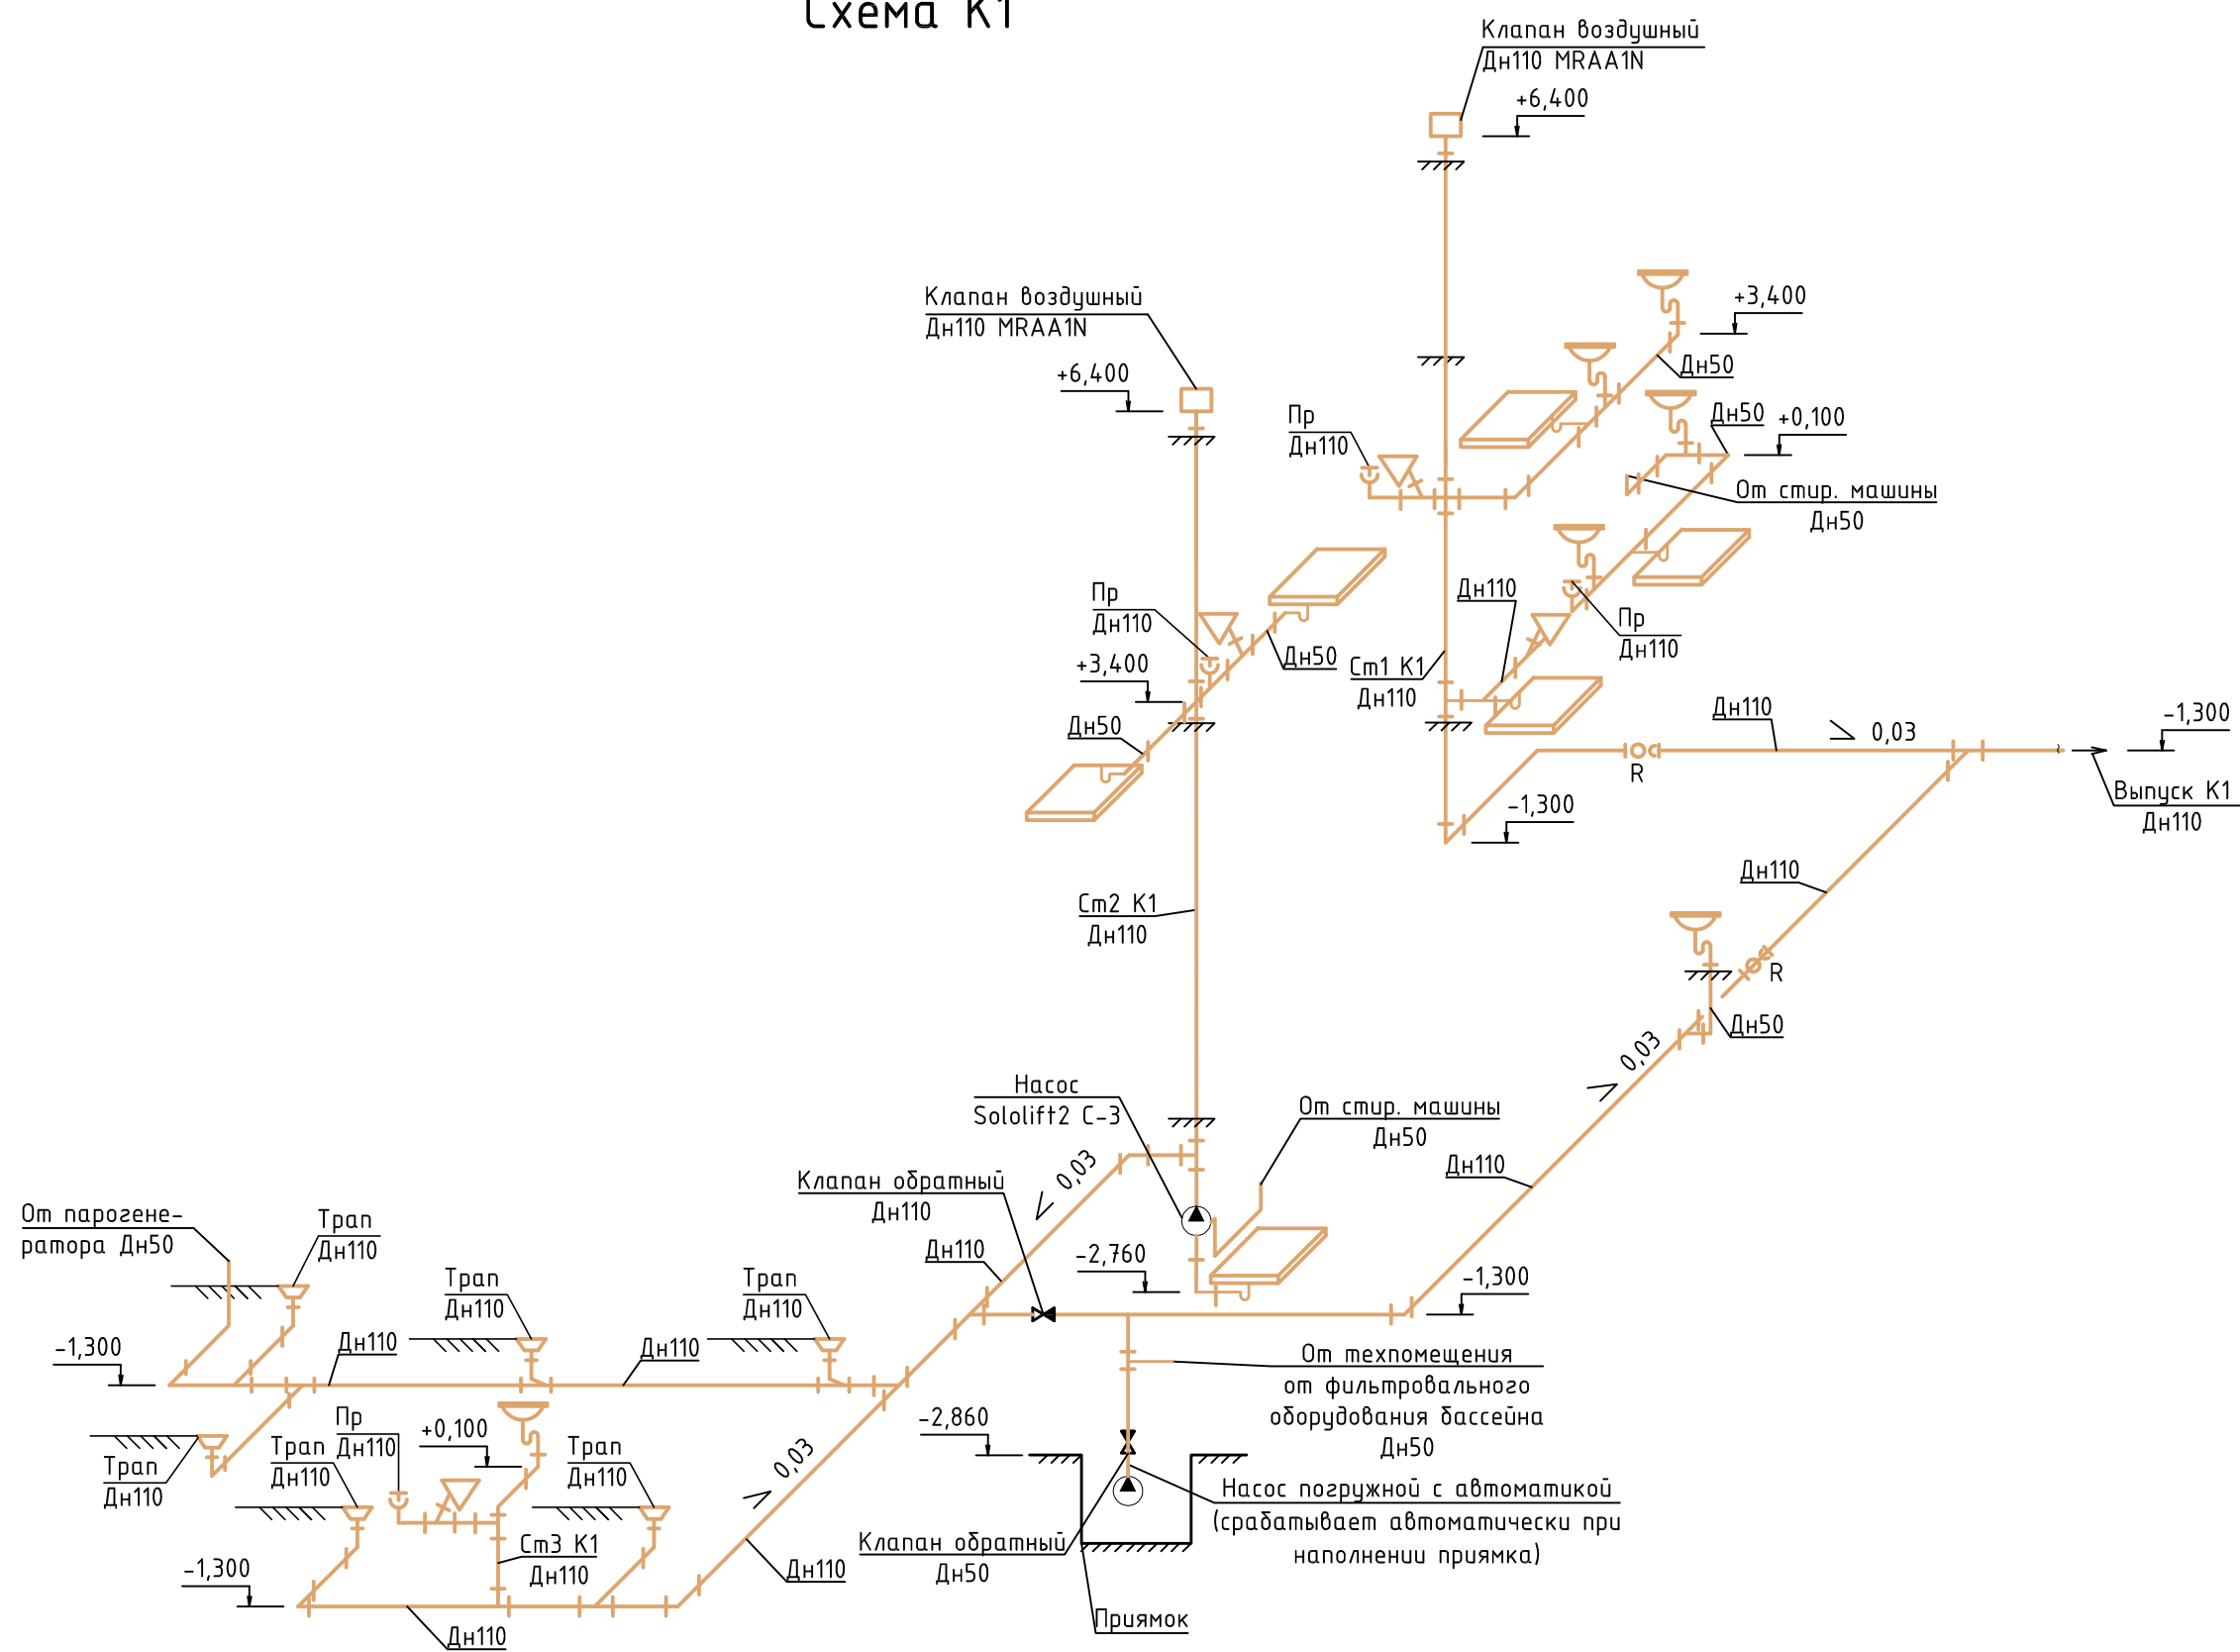 Схема К1
Клапан воздушный
Дн110 MRAA1N
+6,400
Клапан воздушный
Дн110 MRAA1N
+6,400
+3,400
Дн50
Пр
Дн110
Дн50
+0,100
От стир. машины
Дн50
Пр
Дн110
+3,400
Дн50
Дн50
Дн110
Пр
Дн110
Ст1 К1
Дн110
Дн110
0,03
-1,300
R
-1,300
Выпуск К1
Дн110
Дн110
Ст2 К1
Дн110
R
Дн50
0,03
Насос
Sololift2 C-3
От стир. машины
Дн50
Дн110
0,03
Клапан обратный
Дн110
Дн110
-2,760
-1,300
От парогене-
ратора Дн50
Трап
Дн110
Трап
Дн110
Трап
Дн110
-1,300
Дн110
Дн110
От техпомещения
от фильтровального
оборудования бассейна
Дн50
-2,860
Пр
Дн110
+0,100
Трап
Дн110
Трап
Дн110
Трап
Дн110
0,03
Насос погружной с автоматикой
(срабатывает автоматически при
наполнении приямка)
Клапан обратный
Дн50
Ст3 К1
Дн110
-1,300
Дн110
Приямок
Дн110